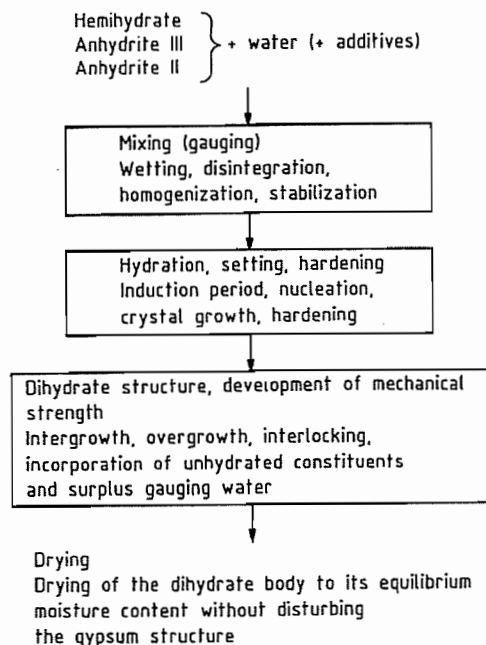 Hemihydrate
Anhydrite III + water (+ additives)
Anhydrite II
Mixing (gauging)
Wetting, disintegration,
homogenization, stabilization
Hydration, setting, hardening
Induction period, nucleation,
crystal growth, hardening
Dihydrate structure, development of mechanical
strength
Intergrowth, overgrowth, interlocking,
incorporation of unhydrated constituents
and surplus gauging water
Drying
Drying of the dihydrate body to its equilibrium
moisture content without disturbing
the gypsum structure